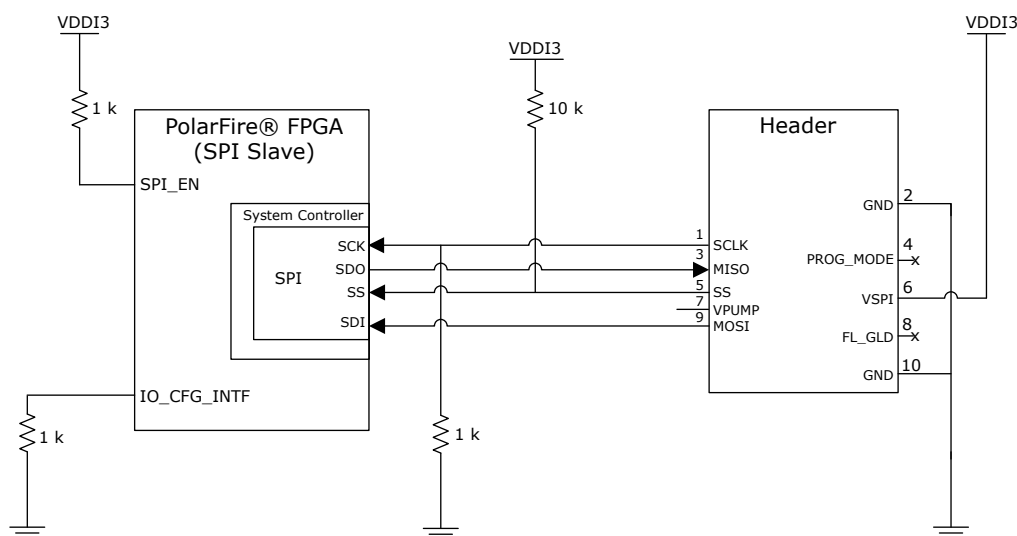 VDDI3
VDDI3
VDDI3
1 k
10 k
PolarFire® FPGA
(SPI Slave)
Header
SPI_EN
System Controller
SPI
SCK
SDO
SS
SDI
IO_CFG_INTF
1 k
1 k
1
SCLK
3
MISO
5
SS
7
VPUMP
9
MOSI
GND
2
PROG_MODE
4
x
VSPI
6
FL_GLD
8
x
GND
10